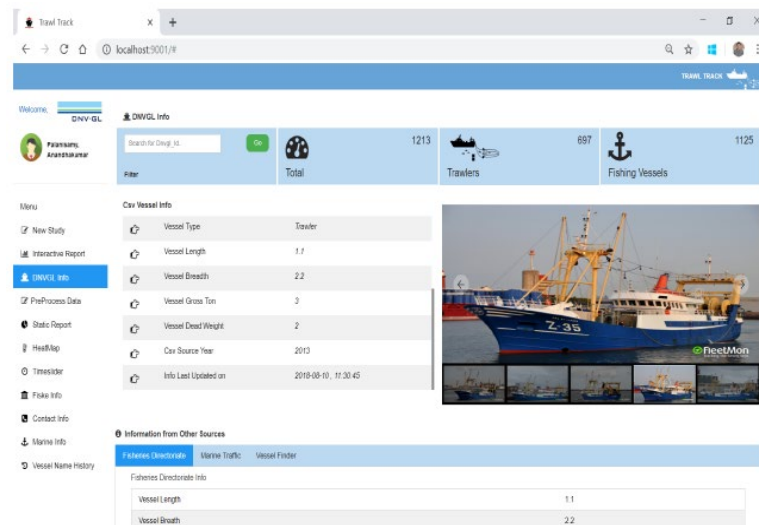 Trawl Track
localhost:9001/#
TRAWL TRACK
Welcome,
DNV·GL
Palanisamy,
Anandhakumar
DNVGL Info
Search for Dnvgl_Id.
Go
Filter
1213
Total
697
Trawlers
1125
Fishing Vessels
Menu
New Study
Interactive Report
DNVGL Info
PreProcess Data
Static Report
HeatMap
Timeslider
Fiske Info
Contact Info
Marine Info
Vessel Name History
Csv Vessel Info
Vessel Type Trawler
Vessel Length 1.1
Vessel Breadth 2.2
Vessel Gross Ton 3
Vessel Dead Weight 2
Csv Source Year 2013
Info Last Updated on 2018-08-10, 11:30:45
Z-35
FleetMon
Information from Other Sources
Fisheries Directorate Marine Traffic Vessel Finder
Fisheries Directorate Info
Vessel Length 1.1
Vessel Breath 2.2